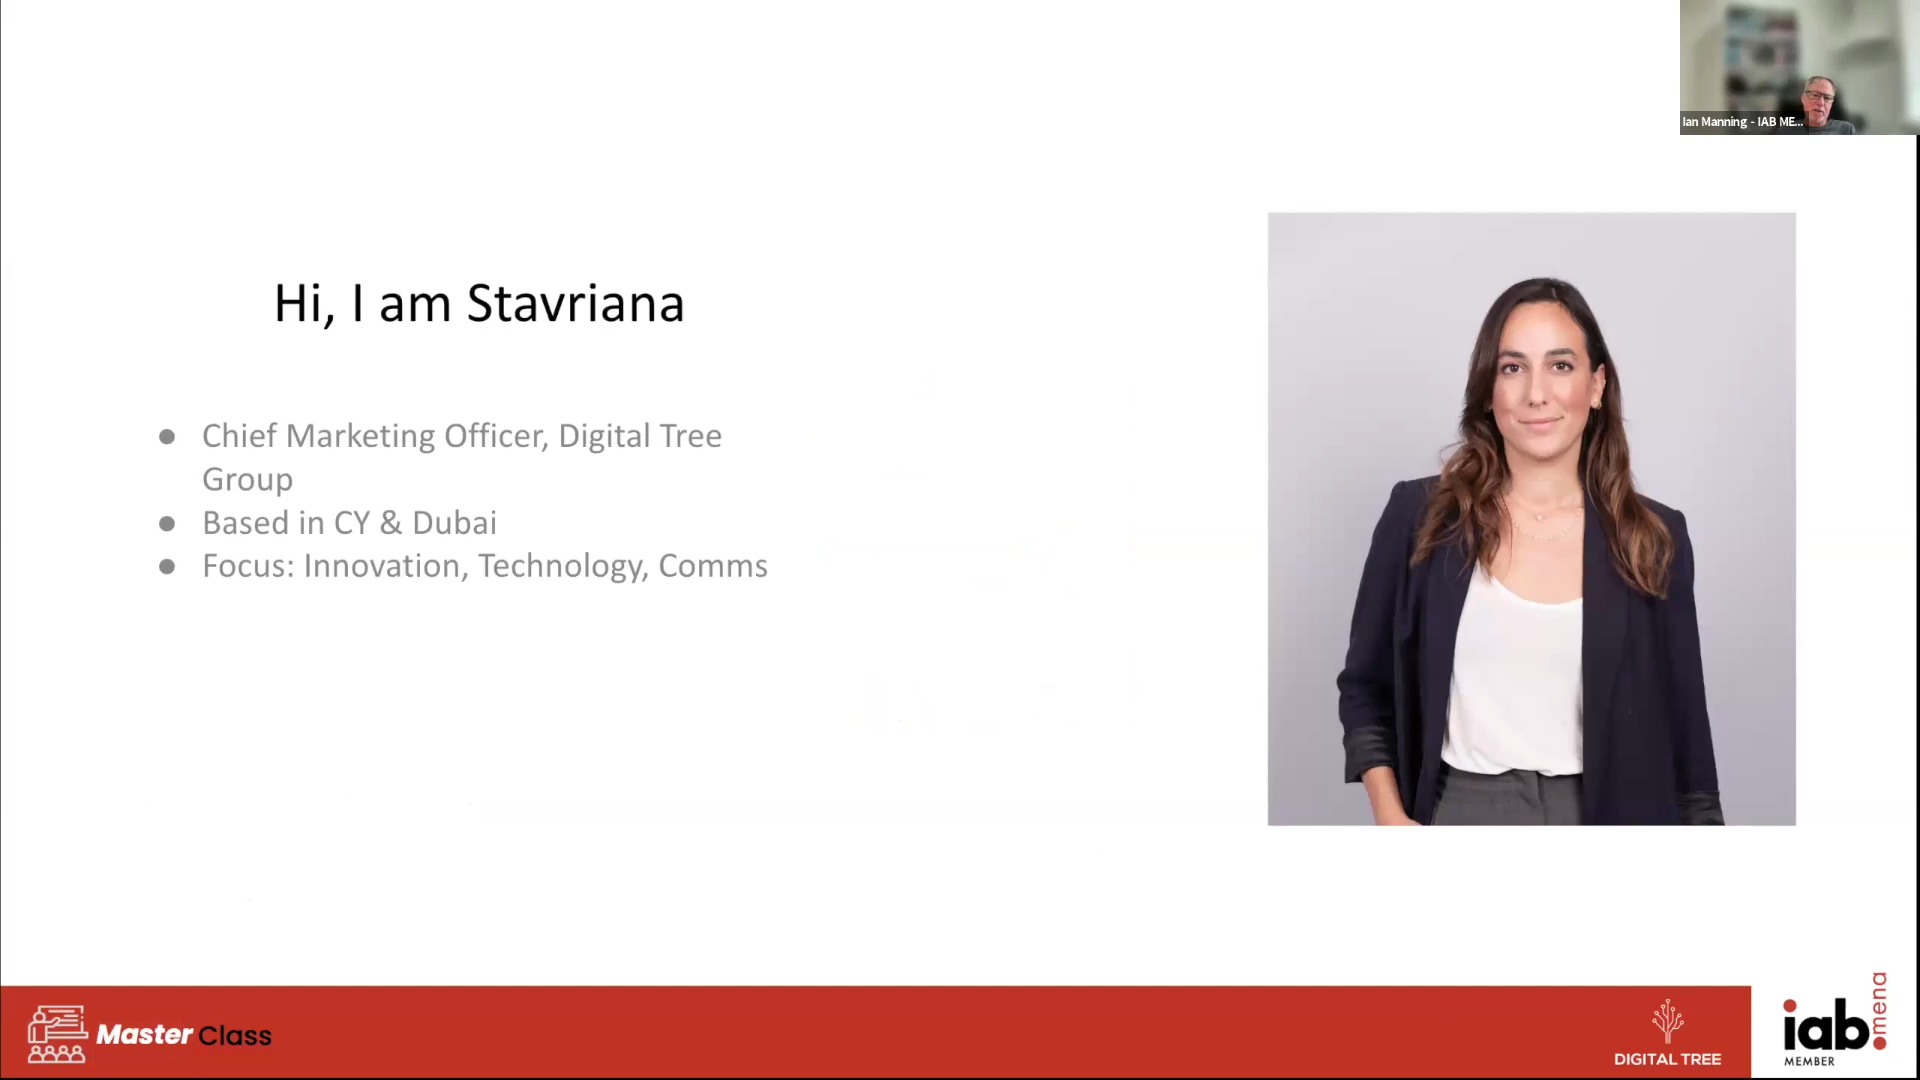 Ian Manning - IAB ME...
Hi, I am Stavriana
● Chief Marketing Officer, Digital Tree
Group
● Based in CY & Dubai
● Focus: Innovation, Technology, Comms
Master Class
DIGITAL TREE
iab mena
MEMBER